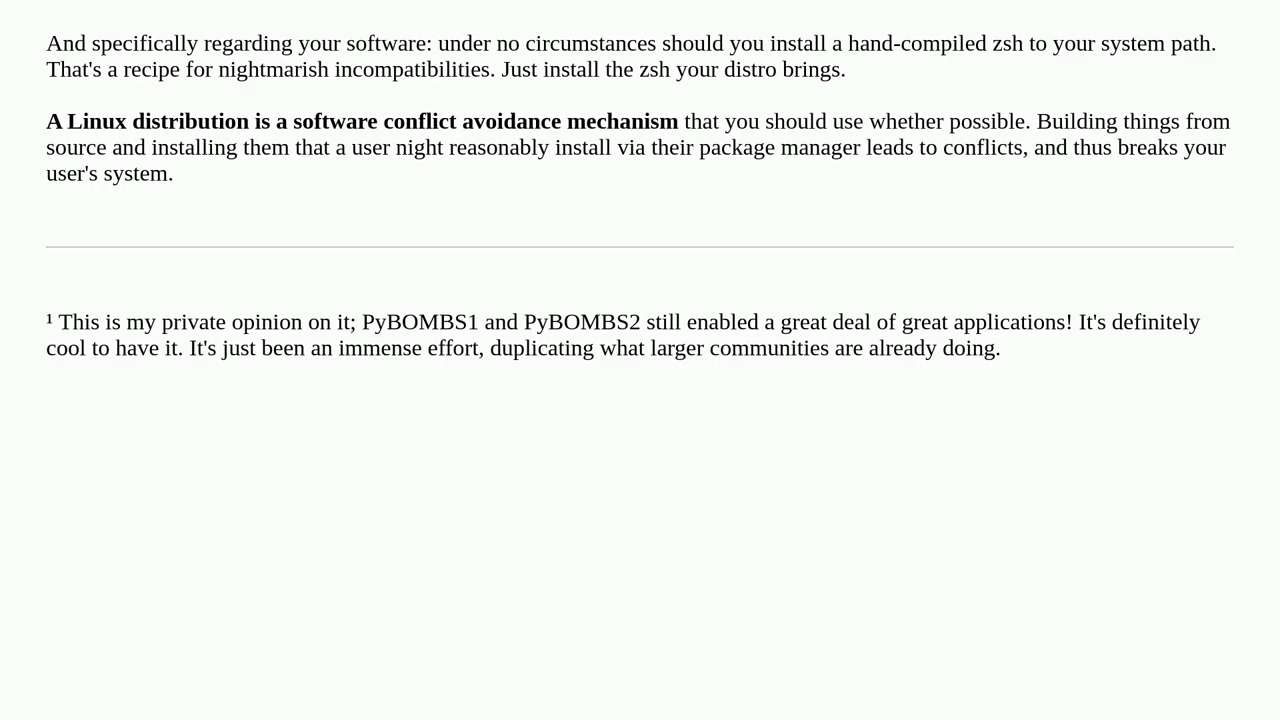 And specifically regarding your software: under no circumstances should you install a hand-compiled zsh to your system path.
That's a recipe for nightmarish incompatibilities. Just install the zsh your distro brings.
A Linux distribution is a software conflict avoidance mechanism that you should use whether possible. Building things from
source and installing them that a user night reasonably install via their package manager leads to conflicts, and thus breaks your
user's system.
¹ This is my private opinion on it; PyBOMBS1 and PyBOMBS2 still enabled a great deal of great applications! It's definitely
cool to have it. It's just been an immense effort, duplicating what larger communities are already doing.